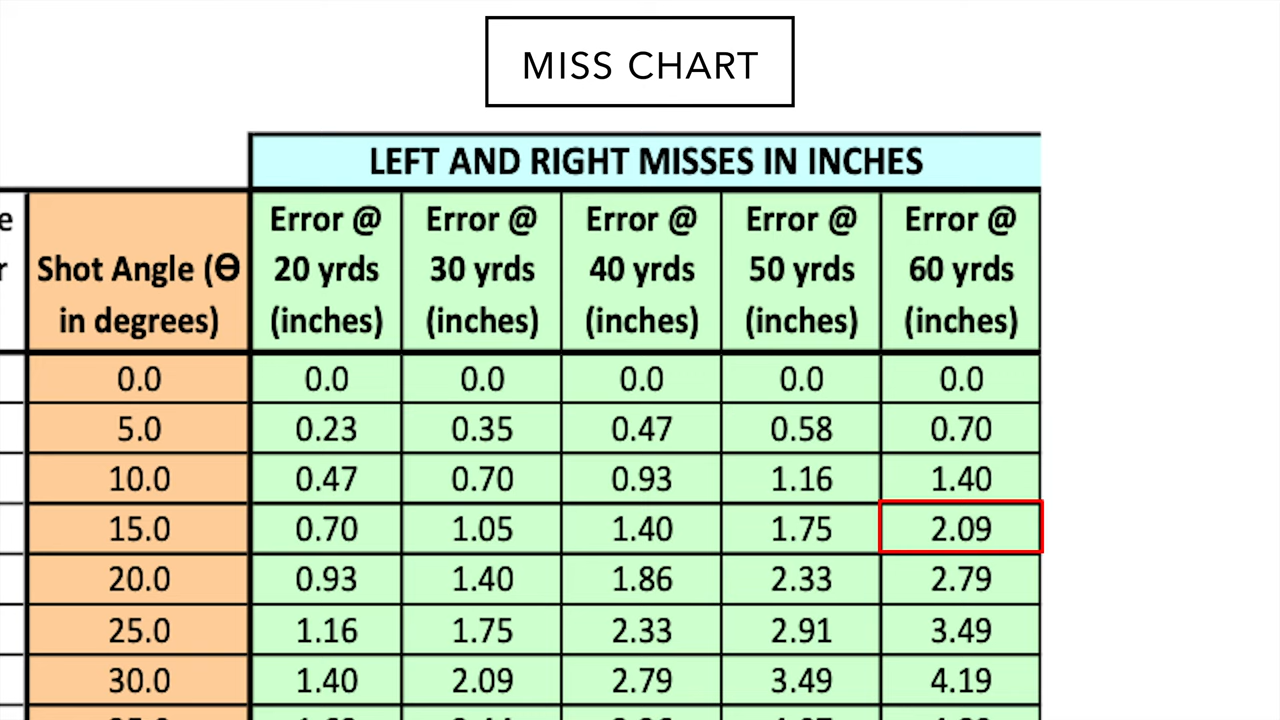 MISS CHART
LEFT AND RIGHT MISSES IN INCHES
e
r
Shot Angle (ϴ
in degrees)
Error @
20 yrds
(inches)
Error @
30 yrds
(inches)
Error @
40 yrds
(inches)
Error @
50 yrds
(inches)
Error @
60 yrds
(inches)
0.0 0.0 0.0 0.0 0.0 0.0
5.0 0.23 0.35 0.47 0.58 0.70
10.0 0.47 0.70 0.93 1.16 1.40
15.0 0.70 1.05 1.40 1.75 2.09
20.0 0.93 1.40 1.86 2.33 2.79
25.0 1.16 1.75 2.33 2.91 3.49
30.0 1.40 2.09 2.79 3.49 4.19